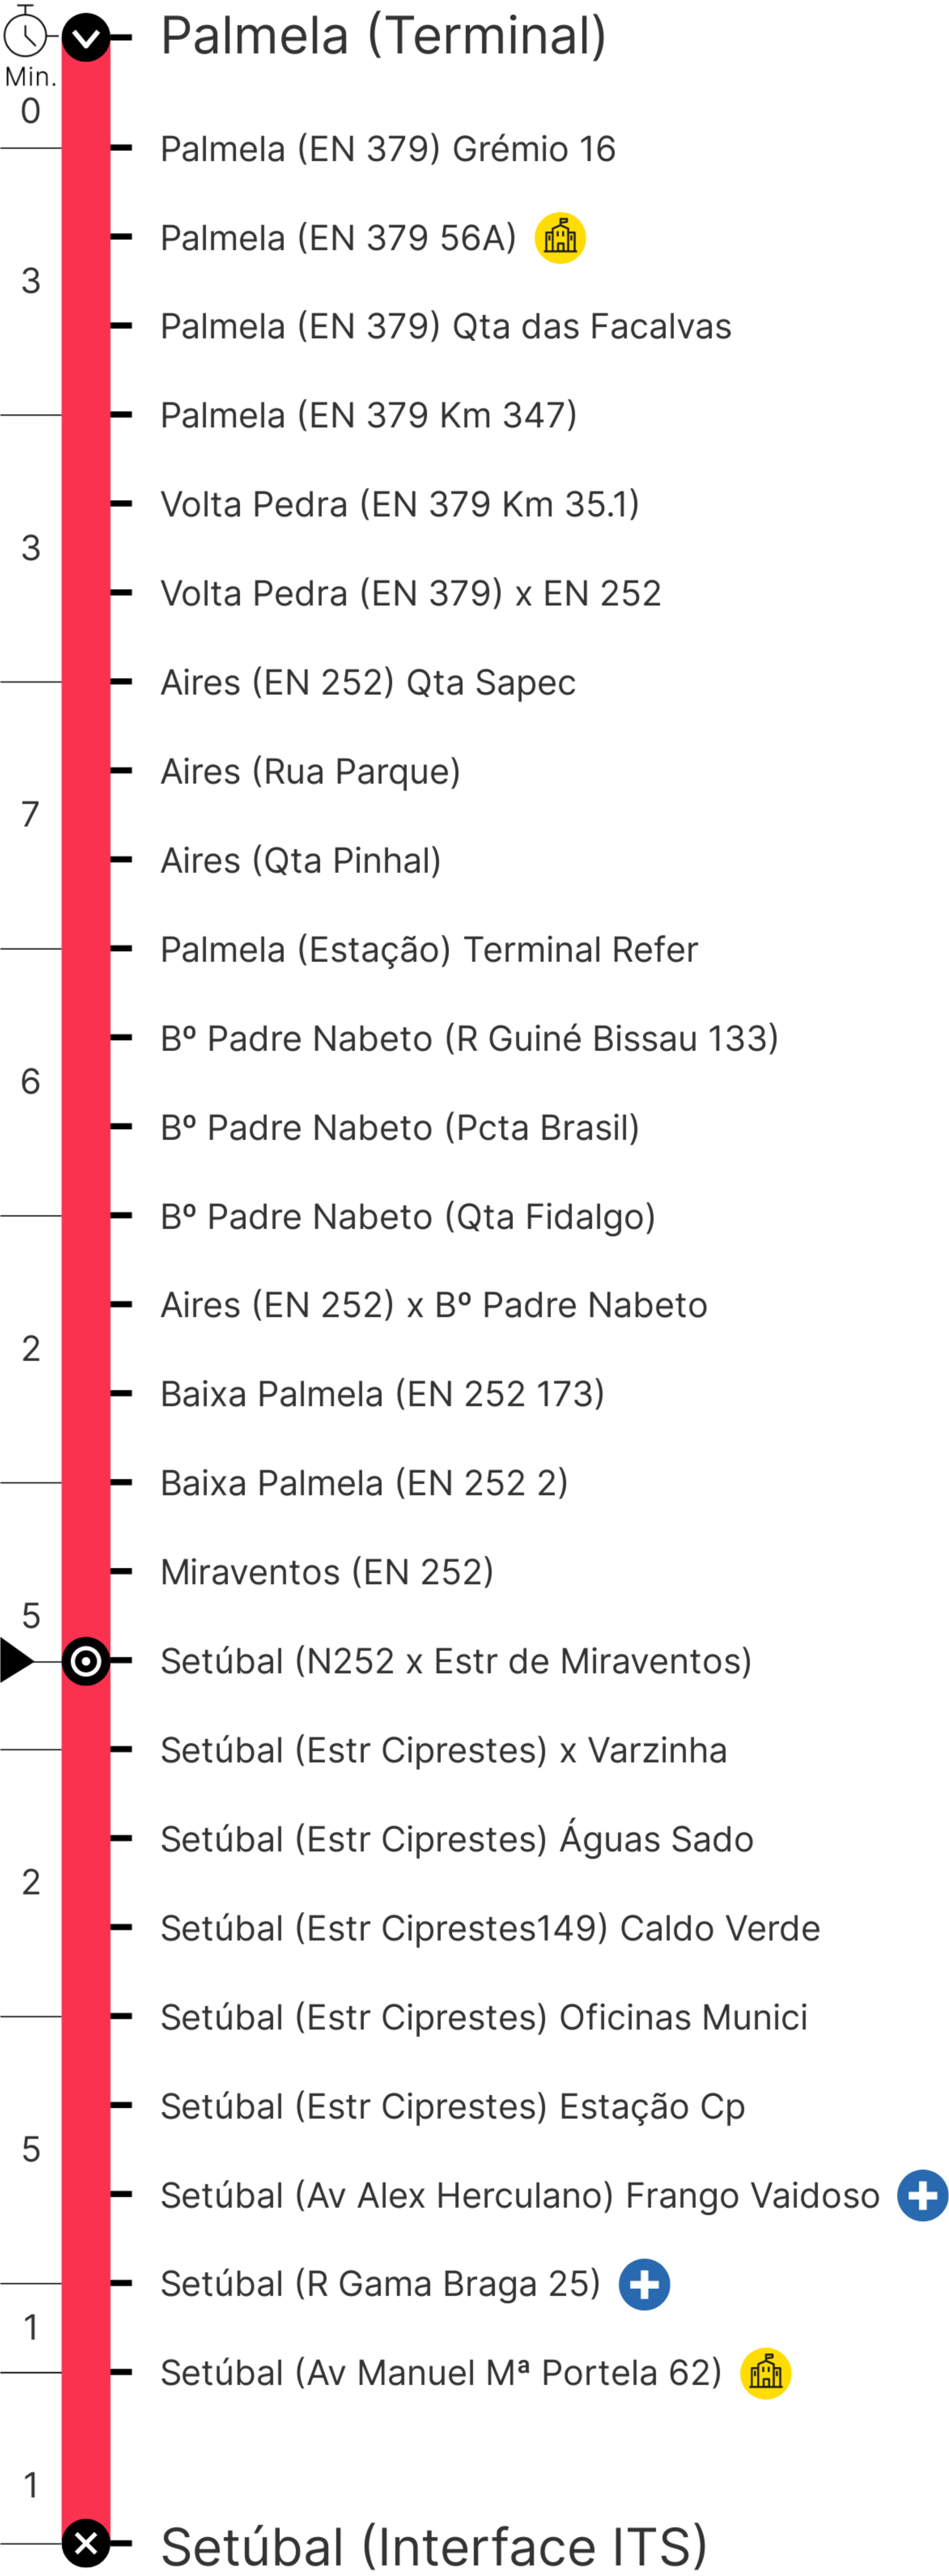 Palmela (Terminal)
Min.
0
Palmela (EN 379) Grémio 16
Palmela (EN 379 56A)
3
Palmela (EN 379) Qta das Facalvas
Palmela (EN 379 Km 347)
Volta Pedra (EN 379 Km 35.1)
3
Volta Pedra (EN 379) x EN 252
Aires (EN 252) Qta Sapec
Aires (Rua Parque)
7
Aires (Qta Pinhal)
Palmela (Estação) Terminal Refer
Bº Padre Nabeto (R Guiné Bissau 133)
6
Bº Padre Nabeto (Pcta Brasil)
Bº Padre Nabeto (Qta Fidalgo)
Aires (EN 252) x Bº Padre Nabeto
2
Baixa Palmela (EN 252 173)
Baixa Palmela (EN 252 2)
Miraventos (EN 252)
5
Setúbal (N252 x Estr de Miraventos)
Setúbal (Estr Ciprestes) x Varzinha
Setúbal (Estr Ciprestes) Águas Sado
2
Setúbal (Estr Ciprestes149) Caldo Verde
Setúbal (Estr Ciprestes) Oficinas Munici
Setúbal (Estr Ciprestes) Estação Cp
5
Setúbal (Av Alex Herculano) Frango Vaidoso
Setúbal (R Gama Braga 25)
1
Setúbal (Av Manuel Mª Portela 62)
1
Setúbal (Interface ITS)